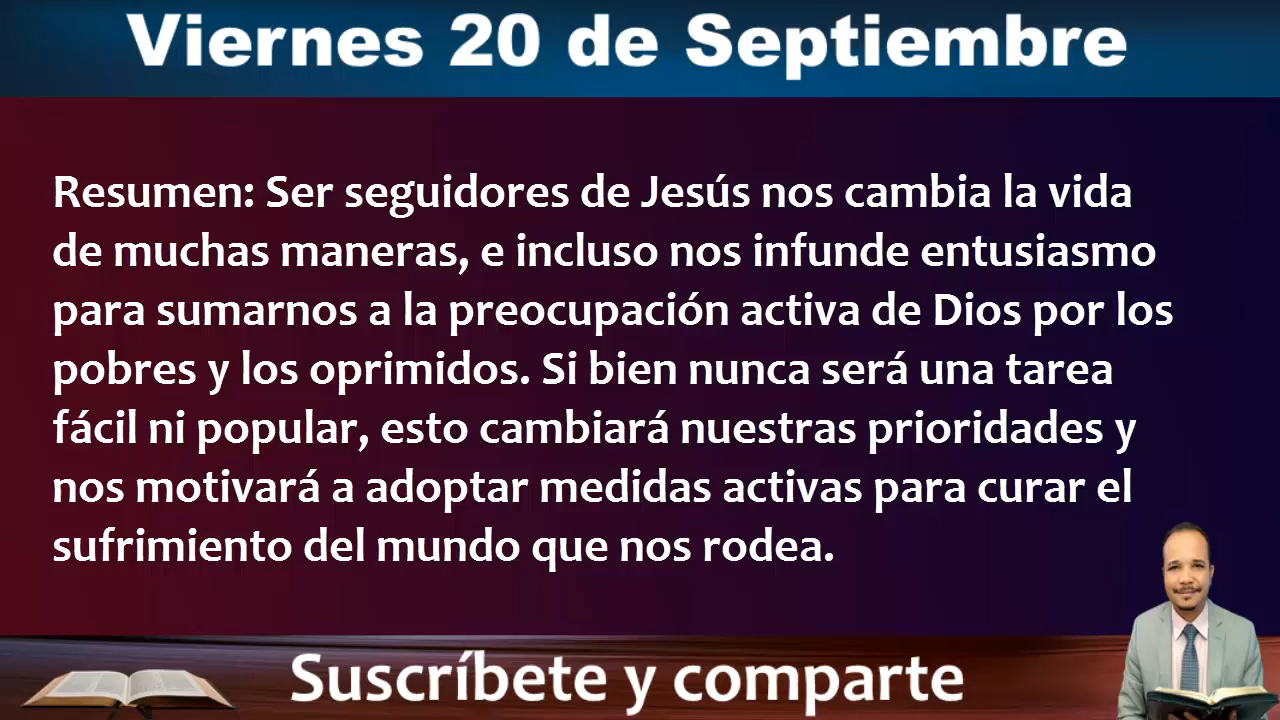 Viernes 20 de Septiembre
Resumen: Ser seguidores de Jesús nos cambia la vida
de muchas maneras, e incluso nos infunde entusiasmo
para sumarnos a la preocupación activa de Dios por los
pobres y los oprimidos. Si bien nunca será una tarea
fácil ni popular, esto cambiará nuestras prioridades y
nos motivará a adoptar medidas activas para curar el
sufrimiento del mundo que nos rodea.
Suscríbete y comparte